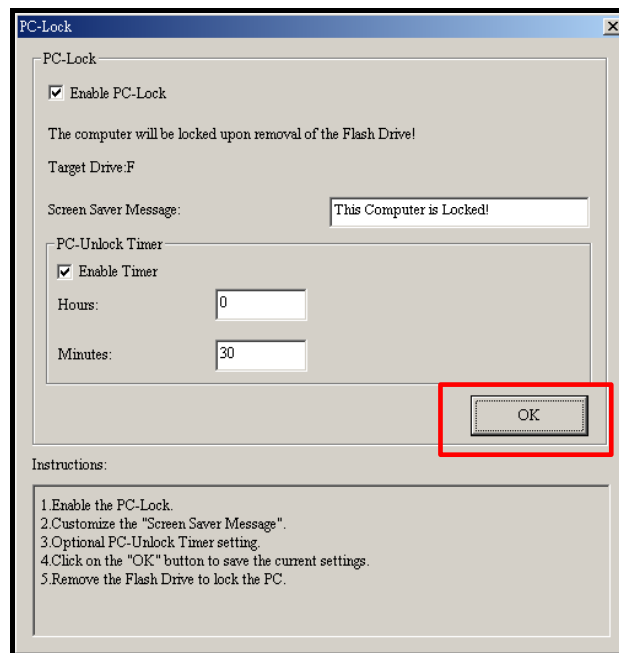 PC-Lock
PC-Lock
Enable PC-Lock
The computer will be locked upon removal of the Flash Drive!
Target Drive:F
Screen Saver Message: This Computer is Locked!
PC-Unlock Timer
Enable Timer
Hours: 0
Minutes: 30
OK
Instructions:
1.Enable the PC-Lock.
2.Customize the "Screen Saver Message".
3.Optional PC-Unlock Timer setting.
4.Click on the "OK" button to save the current settings.
5.Remove the Flash Drive to lock the PC.